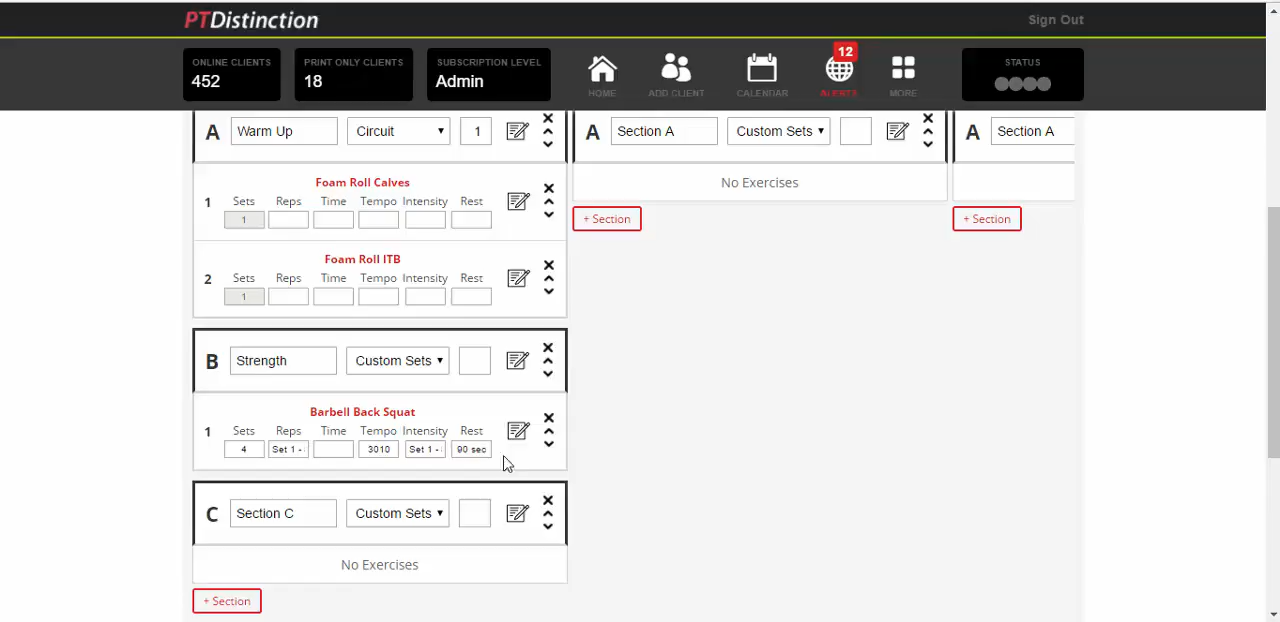 PTDistinction
Sign Out
ONLINE CLIENTS
452
PRINT ONLY CLIENTS
18
SUBSCRIPTION LEVEL
Admin
HOME
ADD CLIENT
CALENDAR
12
ALERTS
MORE
STATUS
A Warm Up Circuit 1
Foam Roll Calves
1 Sets Reps Time Tempo Intensity Rest
1
Foam Roll ITB
2 Sets Reps Time Tempo Intensity Rest
1
B Strength Custom Sets
Barbell Back Squat
1 Sets Reps Time Tempo Intensity Rest
4 Set 1 - 3010 Set 1 - 90 sec
C Section C Custom Sets
No Exercises
+ Section
A Section A Custom Sets
No Exercises
+ Section
A Section A
+ Section